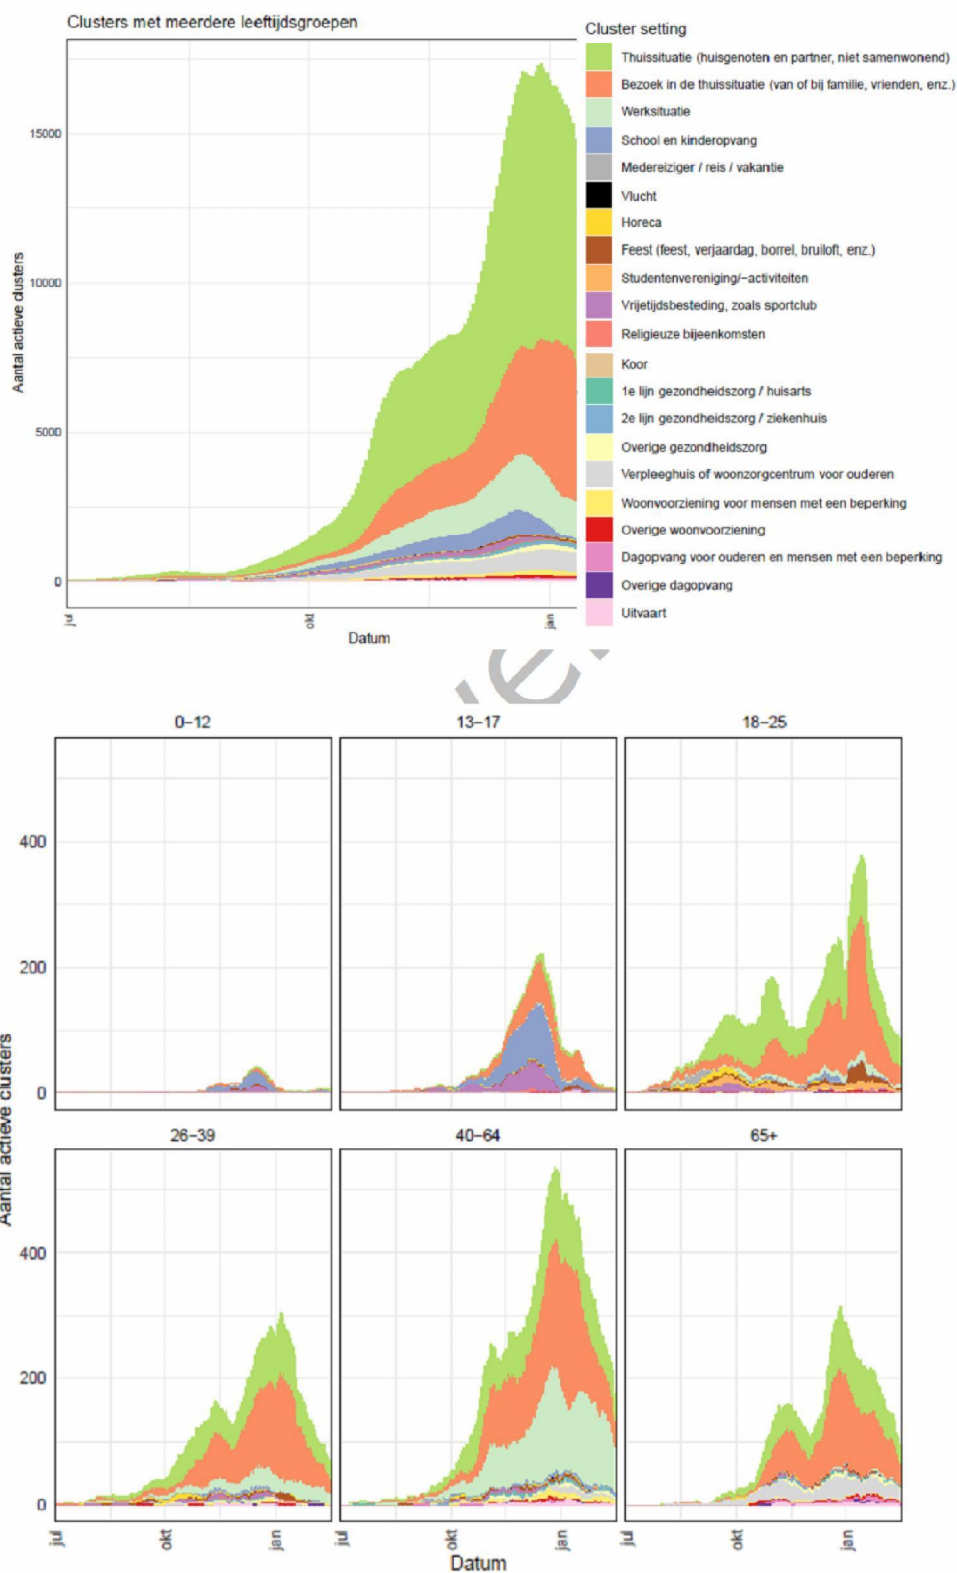 Clusters met meerdere leeftijdsgroepen
Aantal actieve clusters
15000
10000
5000
0
jul
okt
jan
Datum
Cluster setting
Thuissituatie (huisgenoten en partner, niet samenwonend)
Bezoek in de thuissituatie (van of bij familie, vrienden, enz.)
Werksituatie
School en kinderopvang
Medereiziger / reis / vakantie
Vlucht
Horeca
Feest (feest, verjaardag, borrel, bruiloft, enz.)
Studentenvereniging/−activiteiten
Vrijetijdsbesteding, zoals sportclub
Religieuze bijeenkomsten
Koor
1e lijn gezondheidszorg / huisarts
2e lijn gezondheidszorg / ziekenhuis
Overige gezondheidszorg
Verpleeghuis of woonzorgcentrum voor ouderen
Woonvoorziening voor mensen met een beperking
Overige woonvoorziening
Dagopvang voor ouderen en mensen met een beperking
Overige dagopvang
Uitvaart
0−12
13−17
18−25
Aantal actieve clusters
400
200
0
26−39
40−64
65+
400
200
0
jul
okt
jan
jul
okt
jan
jul
okt
jan
Datum